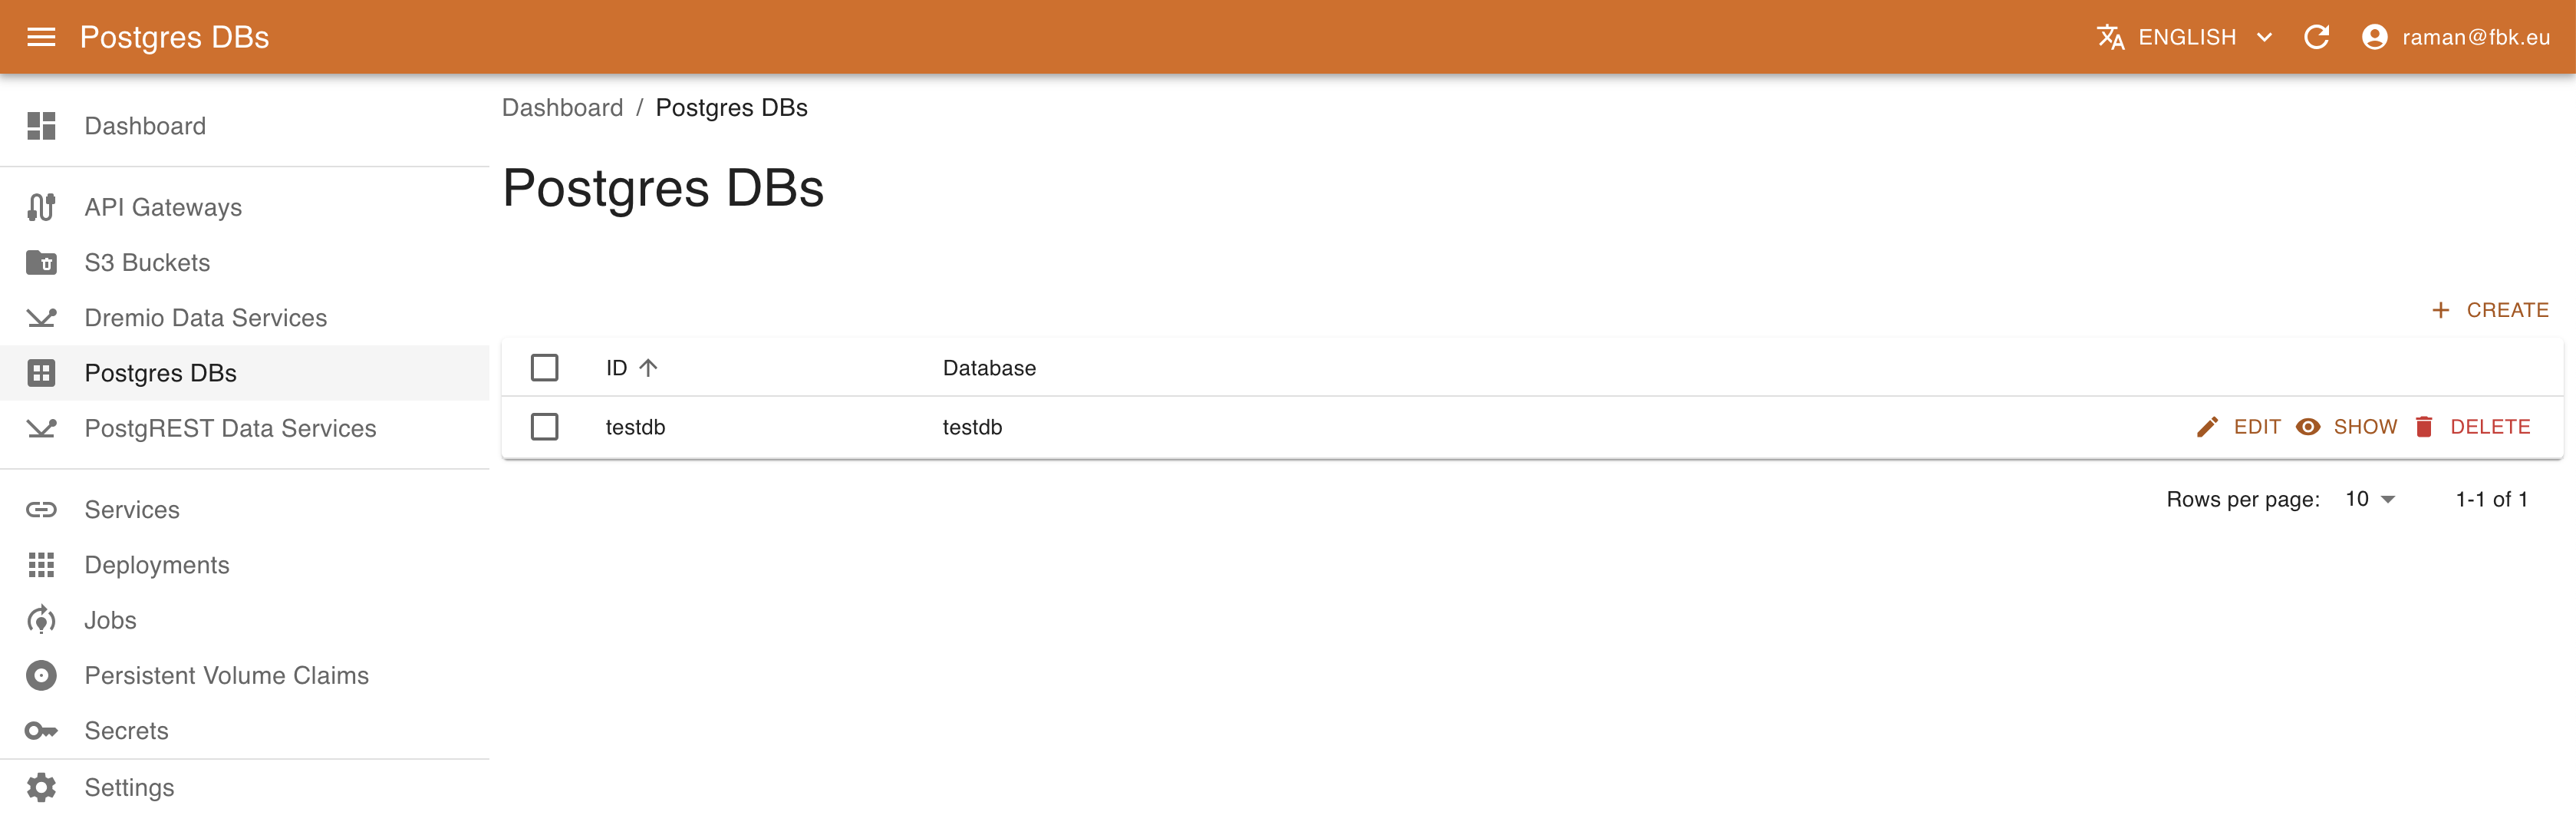 Postgres DBs
ENGLISH
raman@fbk.eu
Dashboard
API Gateways
S3 Buckets
Dremio Data Services
Postgres DBs
PostgREST Data Services
Services
Deployments
Jobs
Persistent Volume Claims
Secrets
Settings
Dashboard / Postgres DBs
Postgres DBs
+ CREATE
ID Database
testdb testdb EDIT SHOW DELETE
Rows per page: 10 1-1 of 1